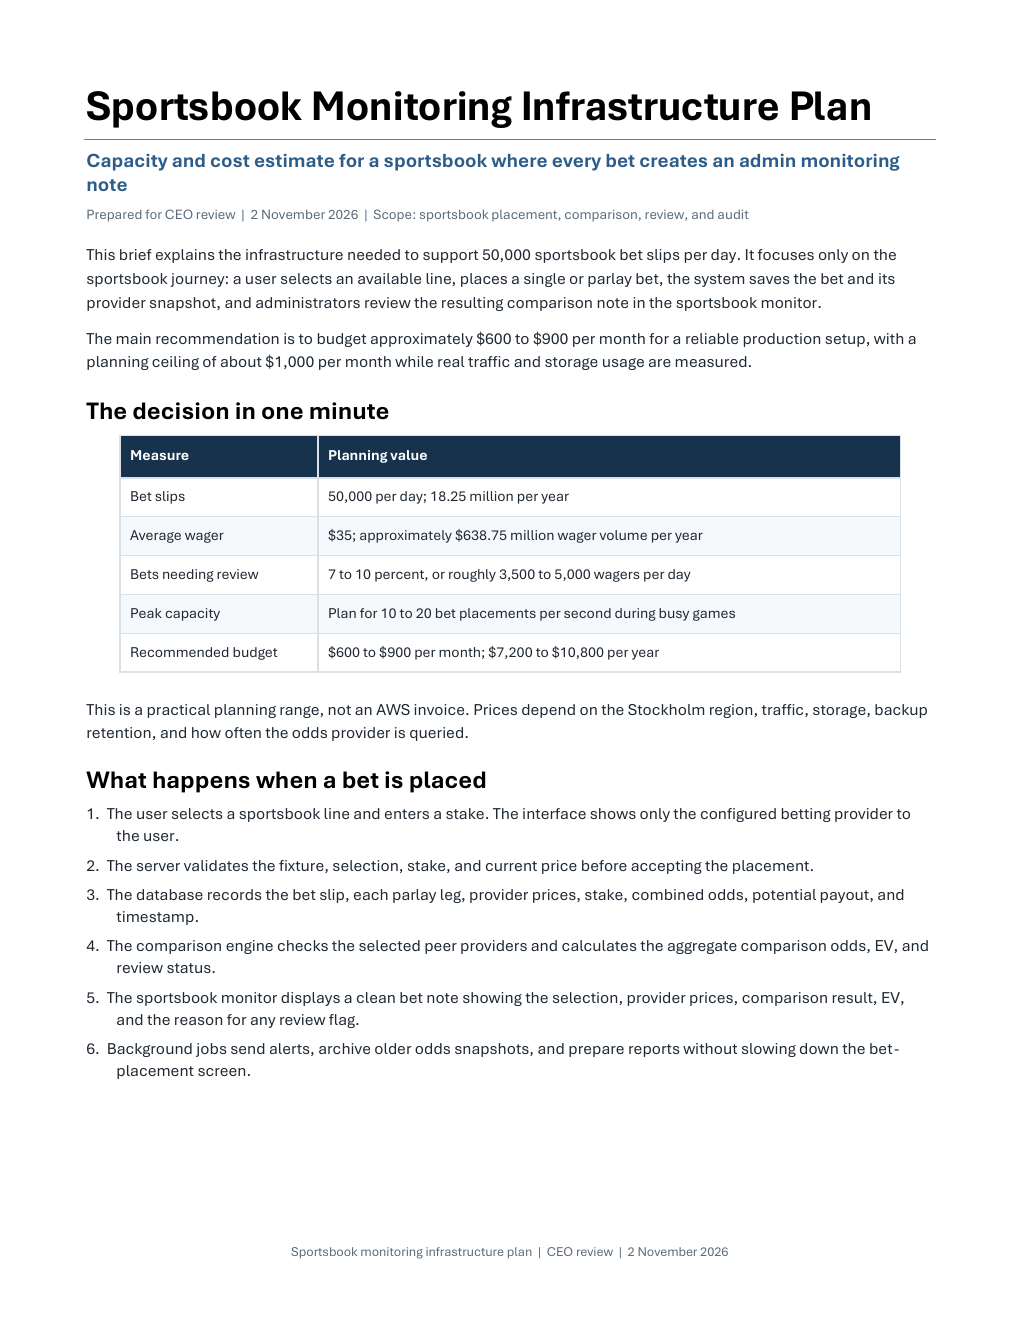 Sportsbook Monitoring Infrastructure Plan
Capacity and cost estimate for a sportsbook where every bet creates an admin monitoring
note
Prepared for CEO review | 2 November 2026 | Scope: sportsbook placement, comparison, review, and audit
This brief explains the infrastructure needed to support 50,000 sportsbook bet slips per day. It focuses only on the
sportsbook journey: a user selects an available line, places a single or parlay bet, the system saves the bet and its
provider snapshot, and administrators review the resulting comparison note in the sportsbook monitor.
The main recommendation is to budget approximately $600 to $900 per month for a reliable production setup, with a
planning ceiling of about $1,000 per month while real traffic and storage usage are measured.
The decision in one minute
Measure Planning value
Bet slips 50,000 per day; 18.25 million per year
Average wager $35; approximately $638.75 million wager volume per year
Bets needing review 7 to 10 percent, or roughly 3,500 to 5,000 wagers per day
Peak capacity Plan for 10 to 20 bet placements per second during busy games
Recommended budget $600 to $900 per month; $7,200 to $10,800 per year
This is a practical planning range, not an AWS invoice. Prices depend on the Stockholm region, traffic, storage, backup
retention, and how often the odds provider is queried.
What happens when a bet is placed
1. The user selects a sportsbook line and enters a stake. The interface shows only the configured betting provider to
the user.
2. The server validates the fixture, selection, stake, and current price before accepting the placement.
3. The database records the bet slip, each parlay leg, provider prices, stake, combined odds, potential payout, and
timestamp.
4. The comparison engine checks the selected peer providers and calculates the aggregate comparison odds, EV, and
review status.
5. The sportsbook monitor displays a clean bet note showing the selection, provider prices, comparison result, EV,
and the reason for any review flag.
6. Background jobs send alerts, archive older odds snapshots, and prepare reports without slowing down the bet-
placement screen.
Sportsbook monitoring infrastructure plan | CEO review | 2 November 2026